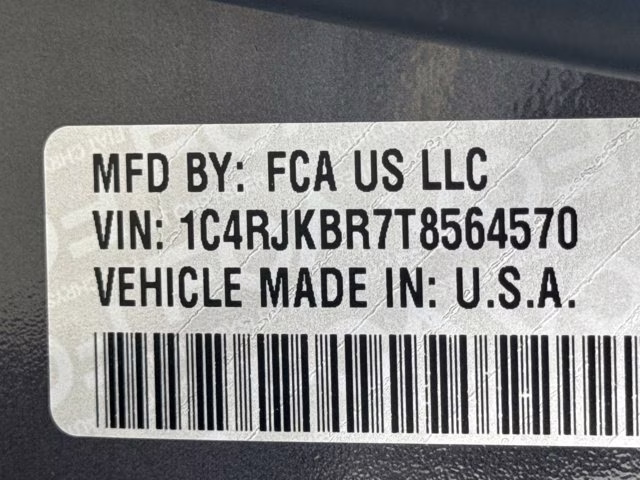 MFD BY: FCA US LLC
VIN: 1C4RJKBR7T8564570
VEHICLE MADE IN: U.S.A.